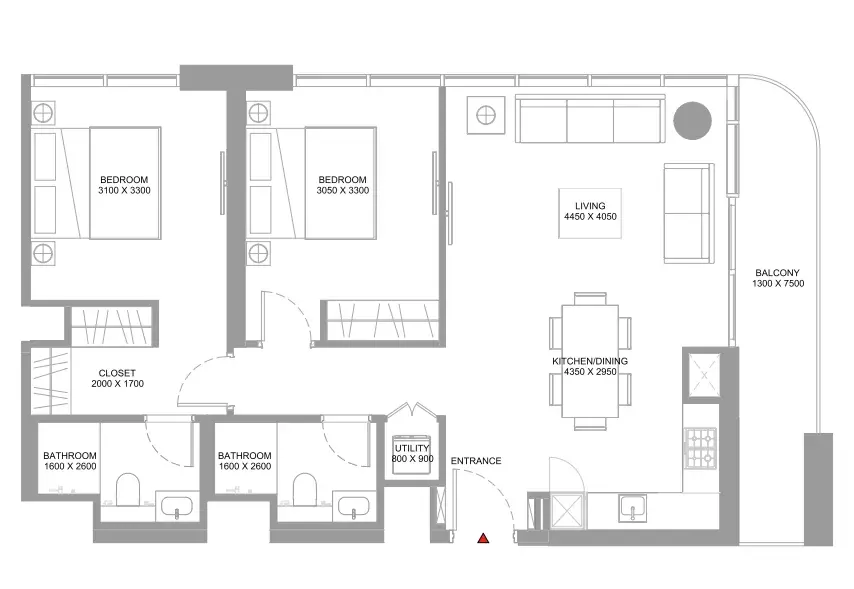 BEDROOM
3100 X 3300
BEDROOM
3050 X 3300
LIVING
4450 X 4050
BALCONY
1300 X 7500
KITCHEN/DINING
4350 X 2950
CLOSET
2000 X 1700
BATHROOM
1600 X 2600
BATHROOM
1600 X 2600
UTILITY
800 X 900
ENTRANCE